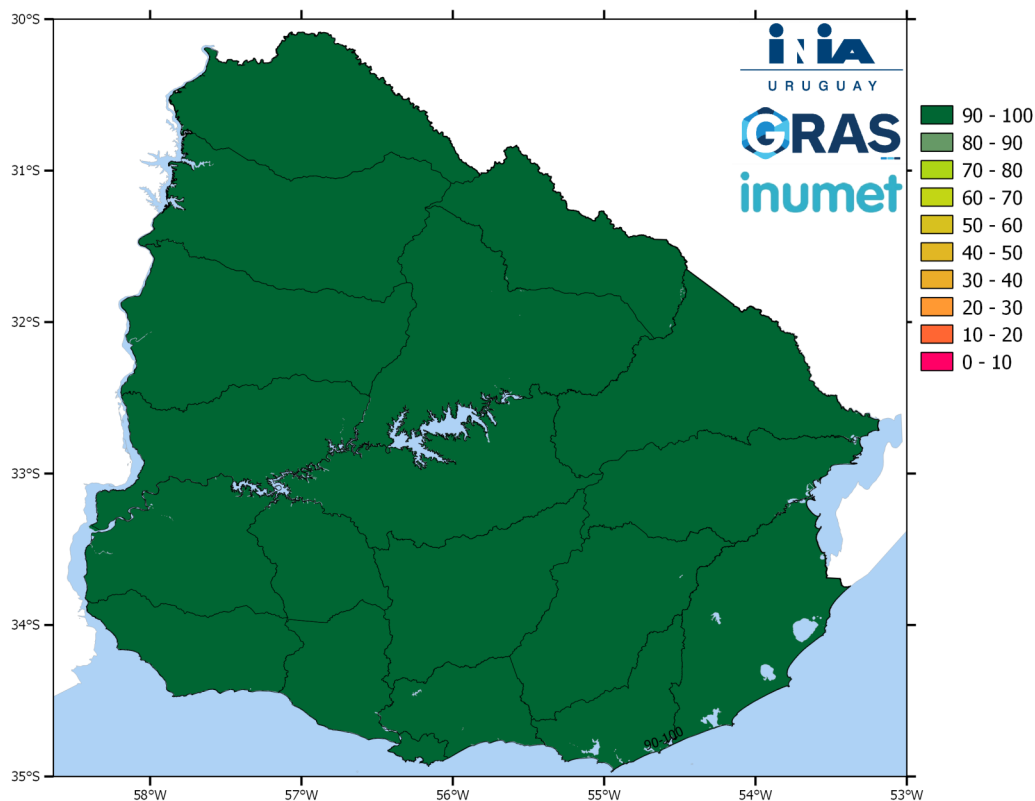 30°S
31°S
32°S
33°S
34°S
35°S
58°W
57°W
56°W
55°W
54°W
53°W
INIA
URUGUAY
GRAS
inumet
90 - 100
80 - 90
70 - 80
60 - 70
50 - 60
40 - 50
30 - 40
20 - 30
10 - 20
0 - 10
90-100